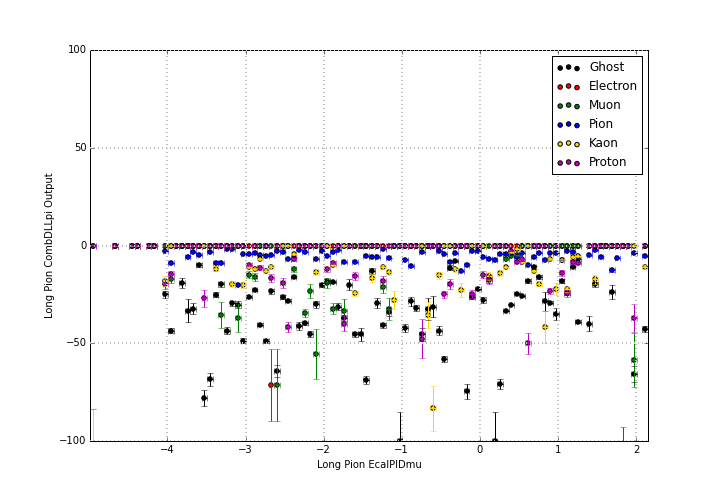 100
50
0
−50
−100
Long Pion CombDLLpi Output
Ghost
Electron
Muon
Pion
Kaon
Proton
−4
−3
−2
−1
0
1
2
Long Pion EcalPIDmu